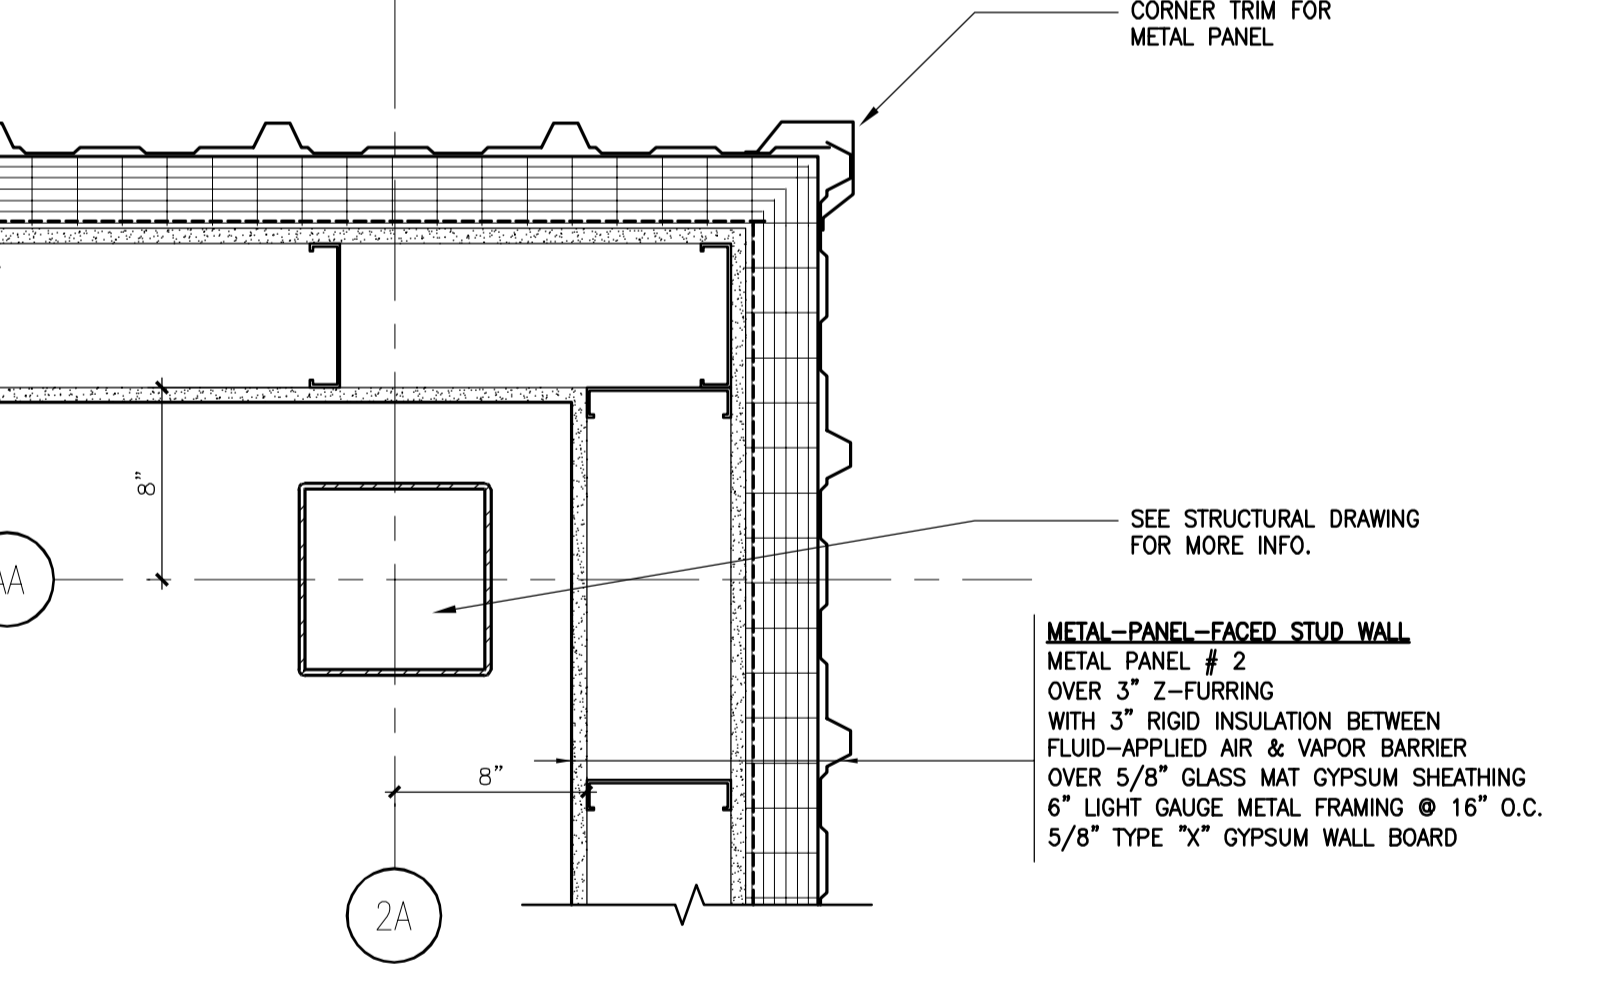 CORNER TRIM FOR
METAL PANEL
8"
SEE STRUCTURAL DRAWING
FOR MORE INFO.
METAL-PANEL-FACED STUD WALL
METAL PANEL # 2
OVER 3" Z-FURRING
WITH 3" RIGID INSULATION BETWEEN
FLUID-APPLIED AIR & VAPOR BARRIER
OVER 5/8" GLASS MAT GYPSUM SHEATHING
6" LIGHT GAUGE METAL FRAMING @ 16" O.C.
5/8" TYPE "X" GYPSUM WALL BOARD
8"
2A